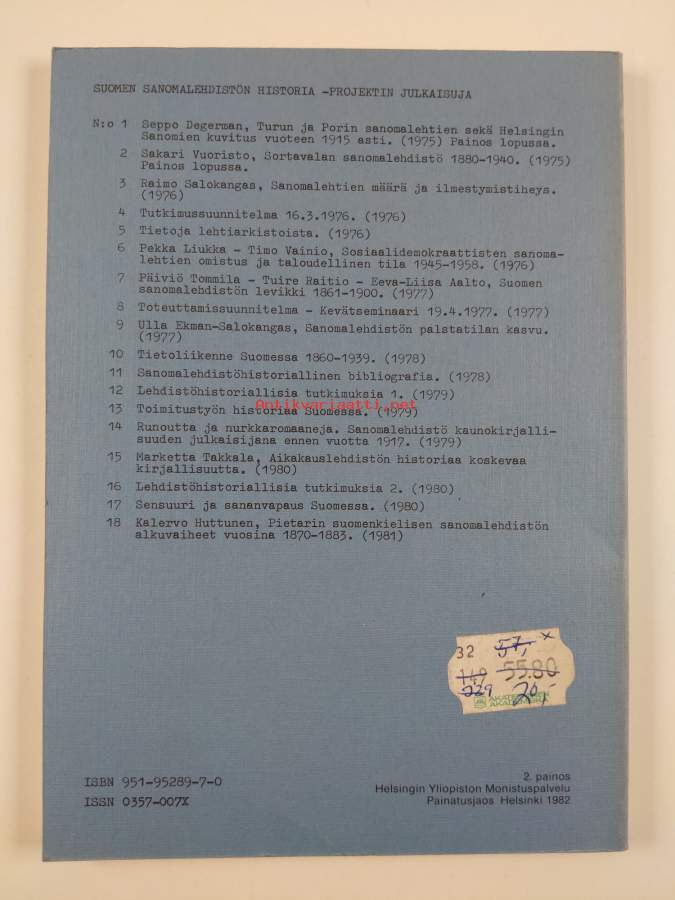 SUOMEN SANOMALEHDISTÖN HISTORIA -PROJEKTIN JULKAISUJA
N:o 1 Seppo Degerman, Turun ja Porin sanomalehtien sekä Helsingin
Sanomien kuvitus vuoteen 1915 asti. (1975) Painos lopussa.
2 Sakari Vuoristo, Sortavalan sanomalehdistö 1880-1940. (1975)
Painos lopussa.
3 Raimo Salokangas, Sanomalehtien määrä ja ilmestymistiheys.
(1976)
4 Tutkimussuunnitelma 16.3.1976. (1976)
5 Tietoja lehtiarkistoista. (1976)
6 Pekka Liukka - Timo Vainio, Sosiaalidemokraattisten sanoma-
lehtien omistus ja taloudellinen tila 1945-1958. (1976)
7 Päiviö Tommila - Tuire Raitio - Eeva-Liisa Aalto, Suomen
sanomalehdistön levikki 1861-1900. (1977)
8 Toteuttamissuunnitelma - Kevätseminaari 19.4.1977. (1977)
9 Ulla Ekman-Salokangas, Sanomalehdistön palstatilan kasvu.
(1977)
10 Tietoliikenne Suomessa 1860-1939. (1978)
11 Sanomalehdistöhistoriallinen bibliografia. (1978)
12 Lehdistöhistoriallisia tutkimuksia 1. (1979)
Antikvariaatti.net
13 Toimitustyön historiaa Suomessa. (1979)
14 Runoutta ja nurkkaromaaneja. Sanomalehdistö kaunokirjalli-
suuden julkaisijana ennen vuotta 1917. (1979)
15 Marketta Takkala, Aikakauslehdistön historiaa koskevaa
kirjallisuutta. (1980)
16 Lehdistöhistoriallisia tutkimuksia 2. (1980)
17 Sensuuri ja sananvapaus Suomessa. (1980)
18 Kalervo Huttunen, Pietarin suomenkielisen sanomalehdistön
alkuvaiheet vuosina 1870-1883. (1981)
32 57,- x
149 55.80
229 20,-
ISBN 951-95289-7-0
ISSN 0357-007X
2. painos
Helsingin Yliopiston Monistuspalvelu
Painatusjaos Helsinki 1982